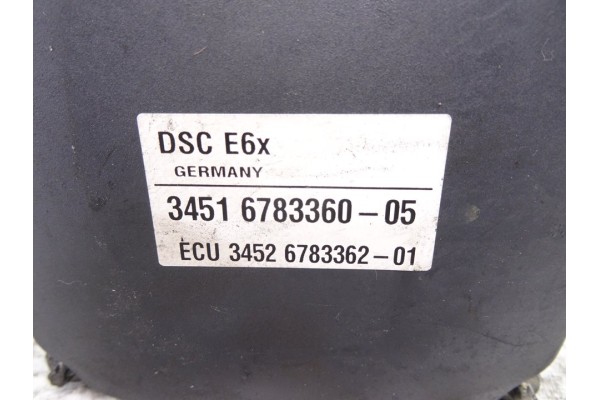 DSC E6x
GERMANY
3451 6783360-05
ECU 3452 6783362-01